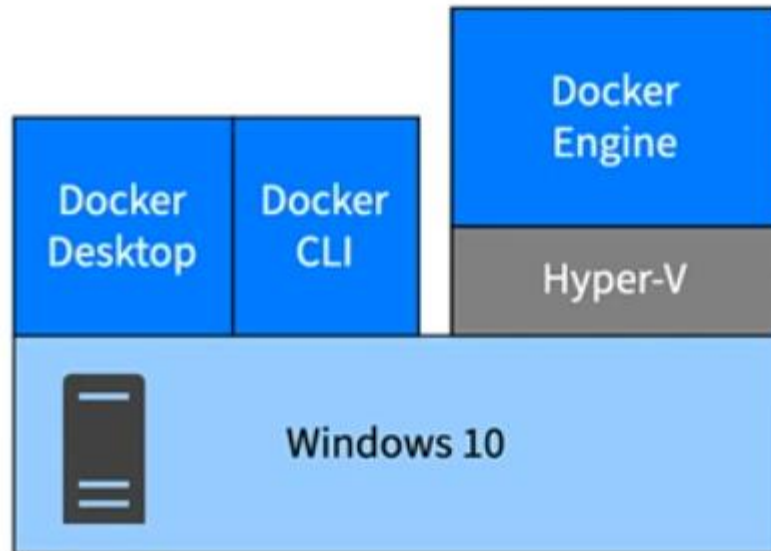 Docker
Engine
Docker
Desktop
Docker
CLI
Hyper-V
Windows 10